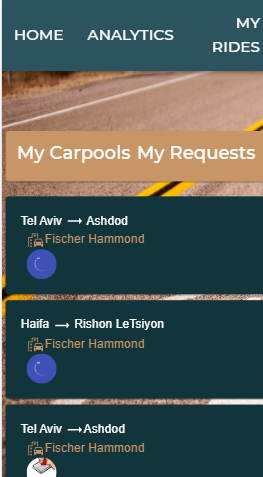 HOME ANALYTICS MY RIDES
My Carpools My Requests
Tel Aviv → Ashdod
Fischer Hammond
Haifa → Rishon LeTsiyon
Fischer Hammond
Tel Aviv → Ashdod
Fischer Hammond